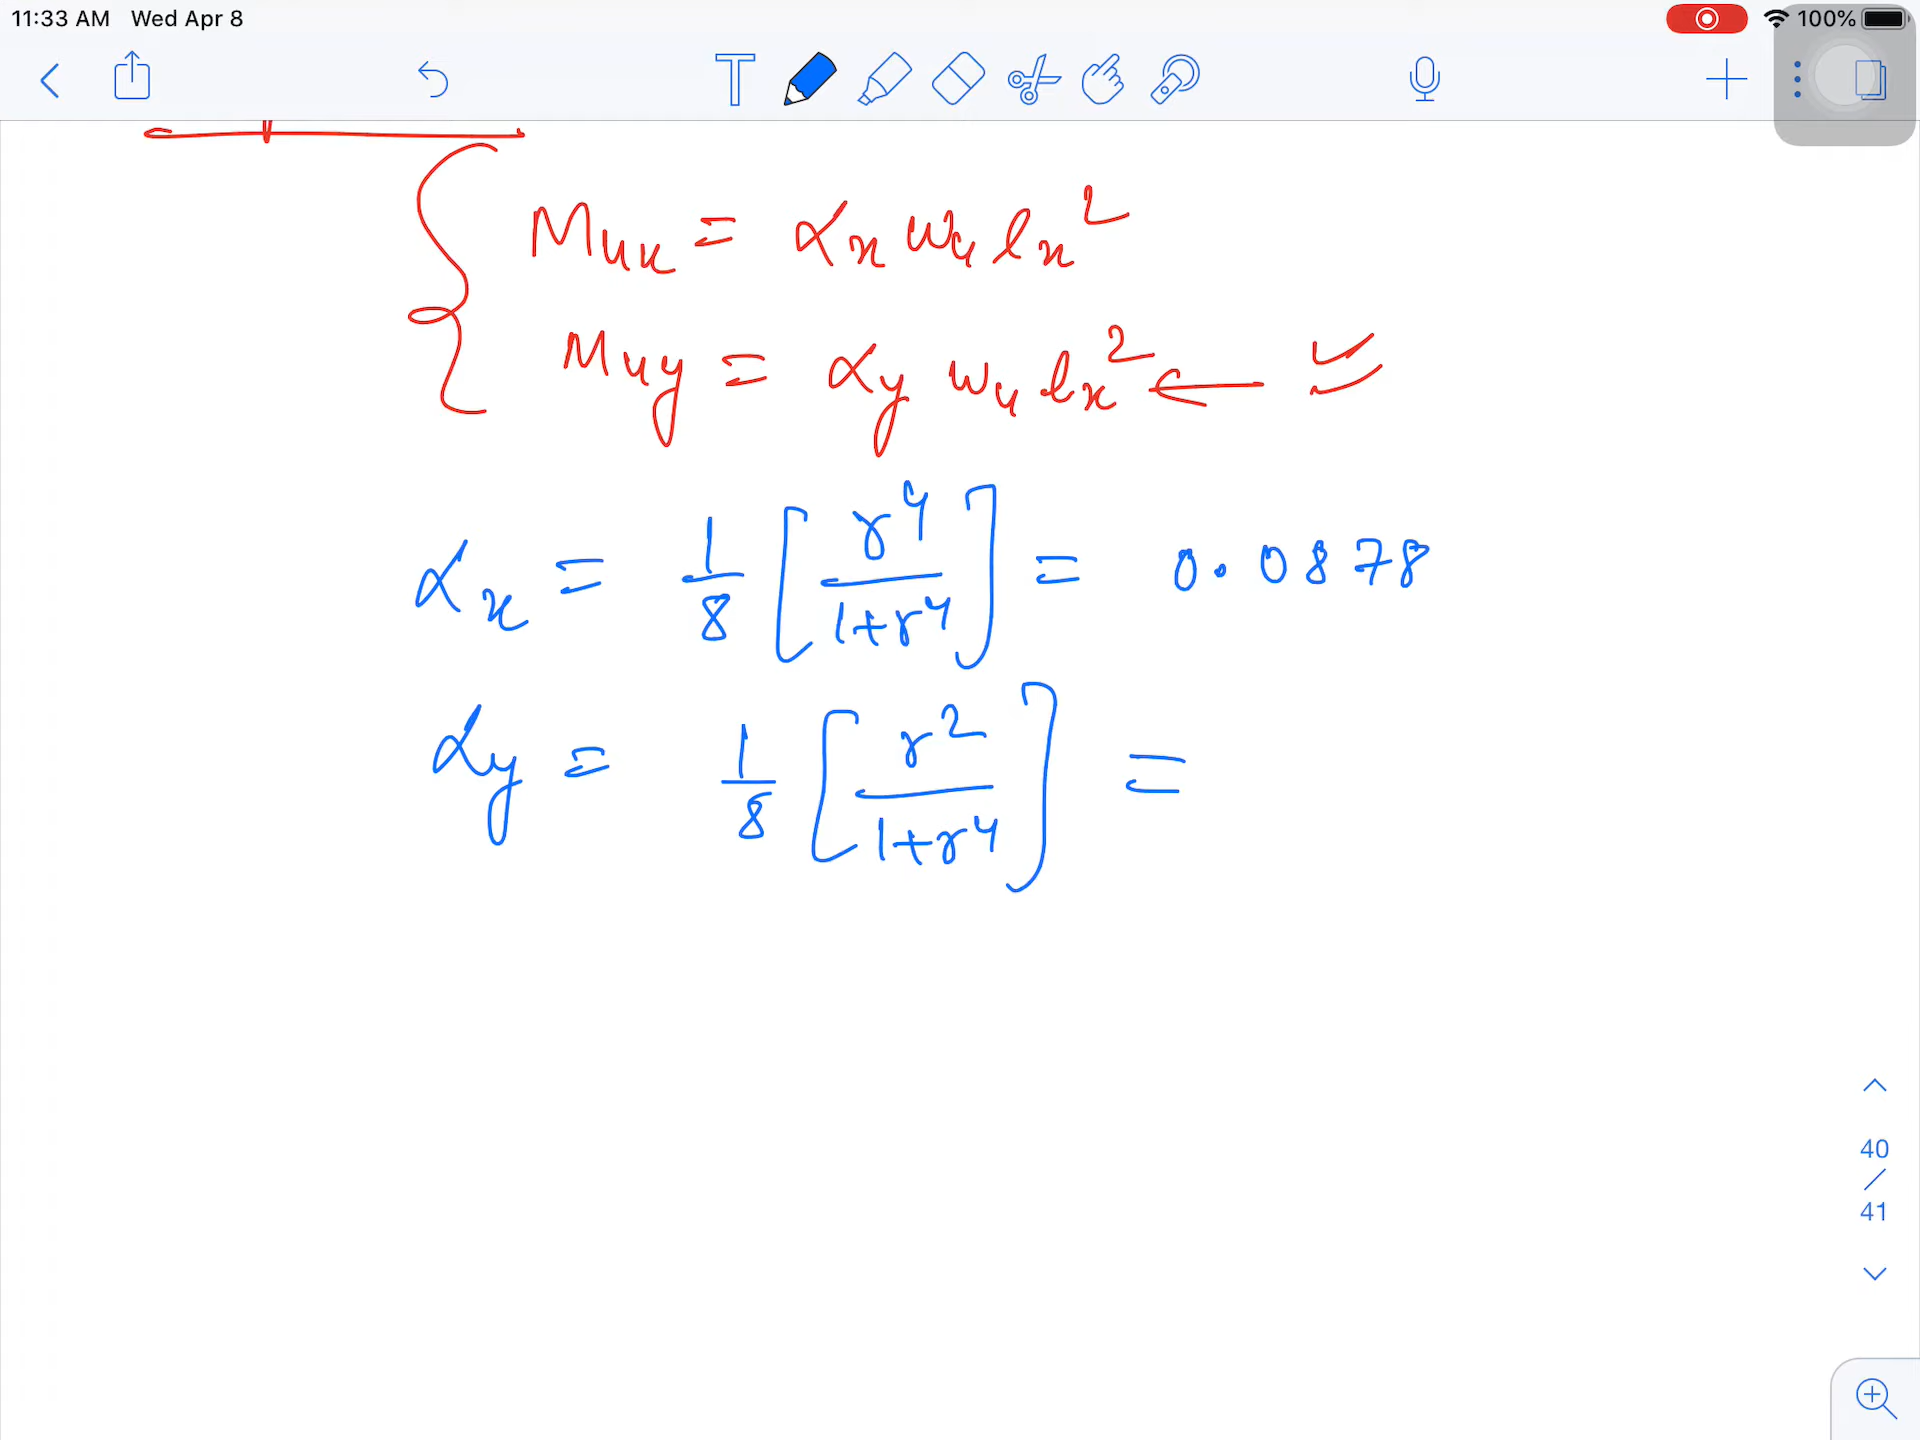 11:33 AM Wed Apr 8 100%
T
Mux = αx wu lx²
Muy = αy wu lx² ←
αx = 1/8 [r⁴/1+r⁴] = 0.0878
αy = 1/8 [r²/1+r⁴] =
40
/
41